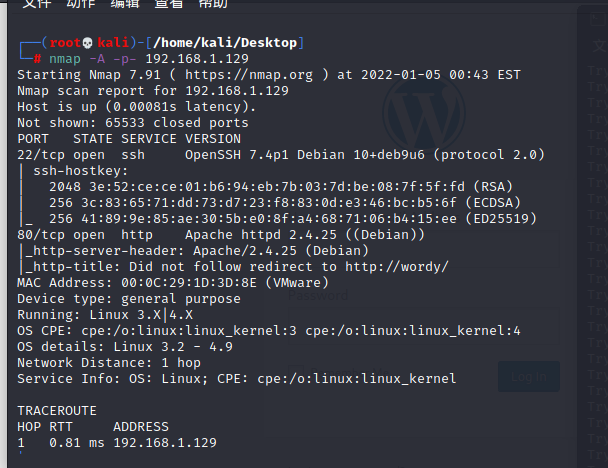 文件 动作 编辑 查看 帮助
┌──(root💀kali)-[/home/kali/Desktop]
└─# nmap -A -p- 192.168.1.129
Starting Nmap 7.91 ( https://nmap.org ) at 2022-01-05 00:43 EST
Nmap scan report for 192.168.1.129
Host is up (0.00081s latency).
Not shown: 65533 closed ports
PORT   STATE SERVICE VERSION
22/tcp open  ssh     OpenSSH 7.4p1 Debian 10+deb9u6 (protocol 2.0)
| ssh-hostkey:
|   2048 3e:52:ce:ce:01:b6:94:eb:7b:03:7d:be:08:7f:5f:fd (RSA)
|   256 3c:83:65:71:dd:73:d7:23:f8:83:0d:e3:46:bc:b5:6f (ECDSA)
|_  256 41:89:9e:85:ae:30:5b:e0:8f:a4:68:71:06:b4:15:ee (ED25519)
80/tcp open  http    Apache httpd 2.4.25 ((Debian))
|_http-server-header: Apache/2.4.25 (Debian)
|_http-title: Did not follow redirect to http://wordy/
MAC Address: 00:0C:29:1D:3D:8E (VMware)
Device type: general purpose
Running: Linux 3.X|4.X
OS CPE: cpe:/o:linux:linux_kernel:3 cpe:/o:linux:linux_kernel:4
OS details: Linux 3.2 - 4.9
Network Distance: 1 hop
Service Info: OS: Linux; CPE: cpe:/o:linux:linux_kernel
Log In
TRACEROUTE
HOP RTT     ADDRESS
1   0.81 ms 192.168.1.129